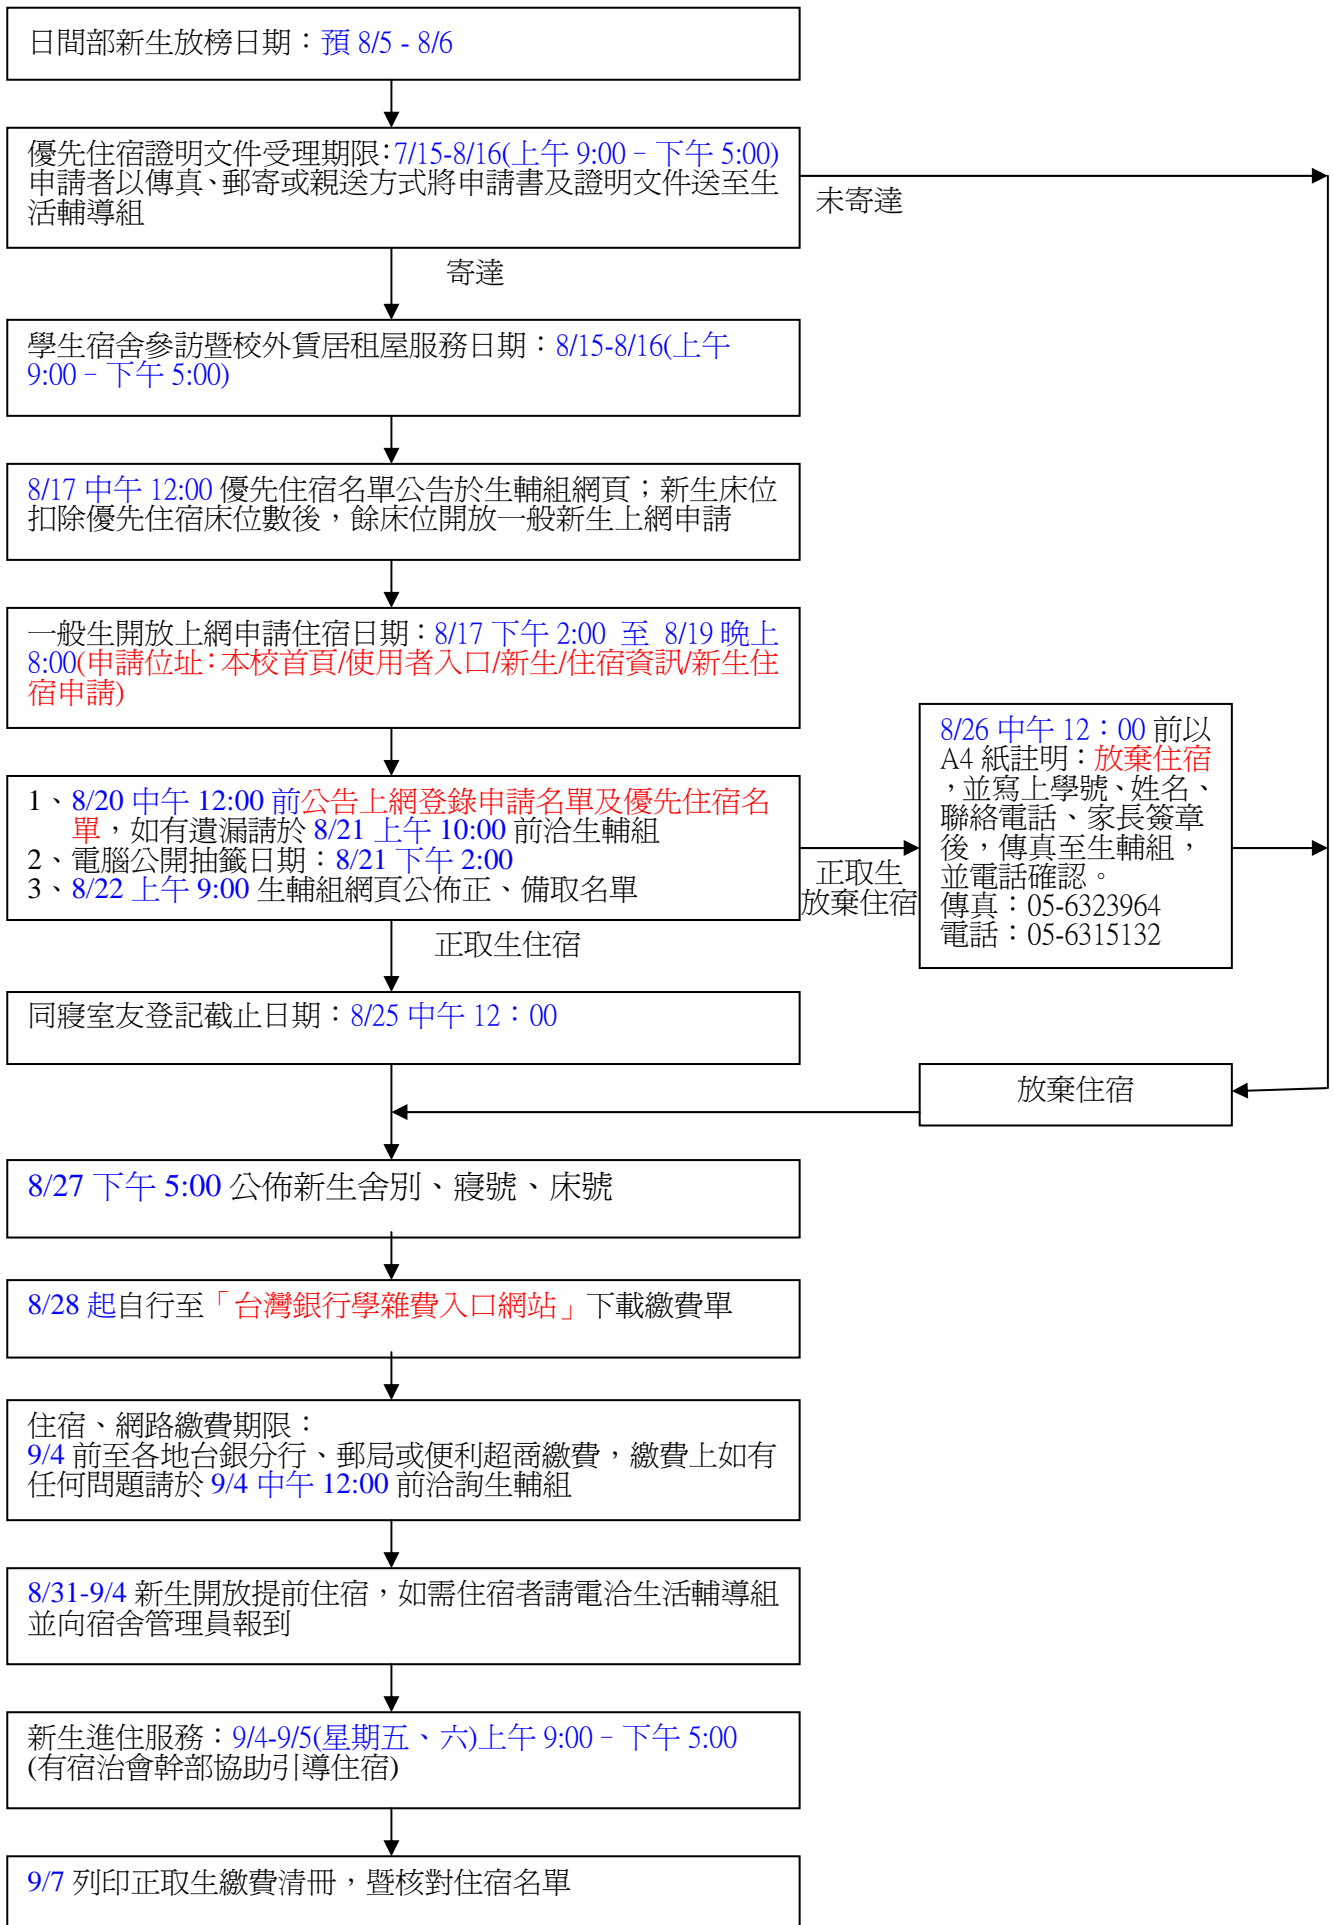 日間部新生放榜日期：預 8/5 - 8/6
優先住宿證明文件受理期限：7/15-8/16(上午 9:00﹣下午 5:00)
申請者以傳真、郵寄或親送方式將申請書及證明文件送至生
活輔導組
未寄達
寄達
學生宿舍參訪暨校外賃居租屋服務日期：8/15-8/16(上午
9:00﹣下午 5:00)
8/17 中午 12:00 優先住宿名單公告於生輔組網頁；新生床位
扣除優先住宿床位數後，餘床位開放一般新生上網申請
一般生開放上網申請住宿日期：8/17 下午 2:00 至 8/19 晚上
8:00(申請位址：本校首頁/使用者入口/新生/住宿資訊/新生住
宿申請)
1、8/20 中午 12:00 前公告上網登錄申請名單及優先住宿名
單，如有遺漏請於 8/21 上午 10:00 前洽生輔組
2、電腦公開抽籤日期：8/21 下午 2:00
3、8/22 上午 9:00 生輔組網頁公佈正、備取名單
正取生
放棄住宿
8/26 中午 12：00 前以
A4 紙註明：放棄住宿
，並寫上學號、姓名、
聯絡電話、家長簽章
後，傳真至生輔組，
並電話確認。
傳真：05-6323964
電話：05-6315132
正取生住宿
同寢室友登記截止日期：8/25 中午 12：00
放棄住宿
8/27 下午 5:00 公佈新生舍別、寢號、床號
8/28 起自行至「台灣銀行學雜費入口網站」下載繳費單
住宿、網路繳費期限：
9/4 前至各地台銀分行、郵局或便利超商繳費，繳費上如有
任何問題請於 9/4 中午 12:00 前洽詢生輔組
8/31-9/4 新生開放提前住宿，如需住宿者請電洽生活輔導組
並向宿舍管理員報到
新生進住服務：9/4-9/5(星期五、六)上午 9:00﹣下午 5:00
(有宿治會幹部協助引導住宿)
9/7 列印正取生繳費清冊，暨核對住宿名單